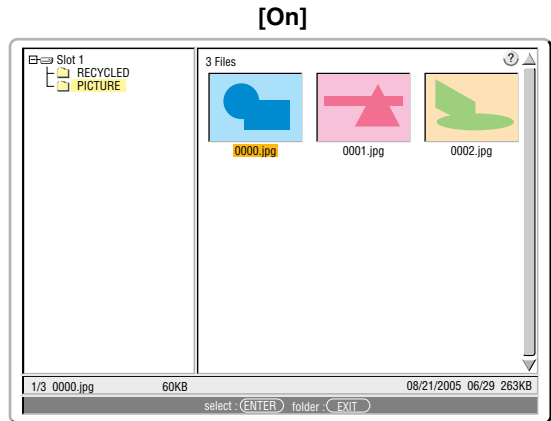 [On]
Slot 1
RECYCLED
PICTURE
3 Files
?
0000.jpg
0001.jpg
0002.jpg
1/3 0000.jpg 60KB 08/21/2005 06/29 263KB
select : ENTER folder : EXIT